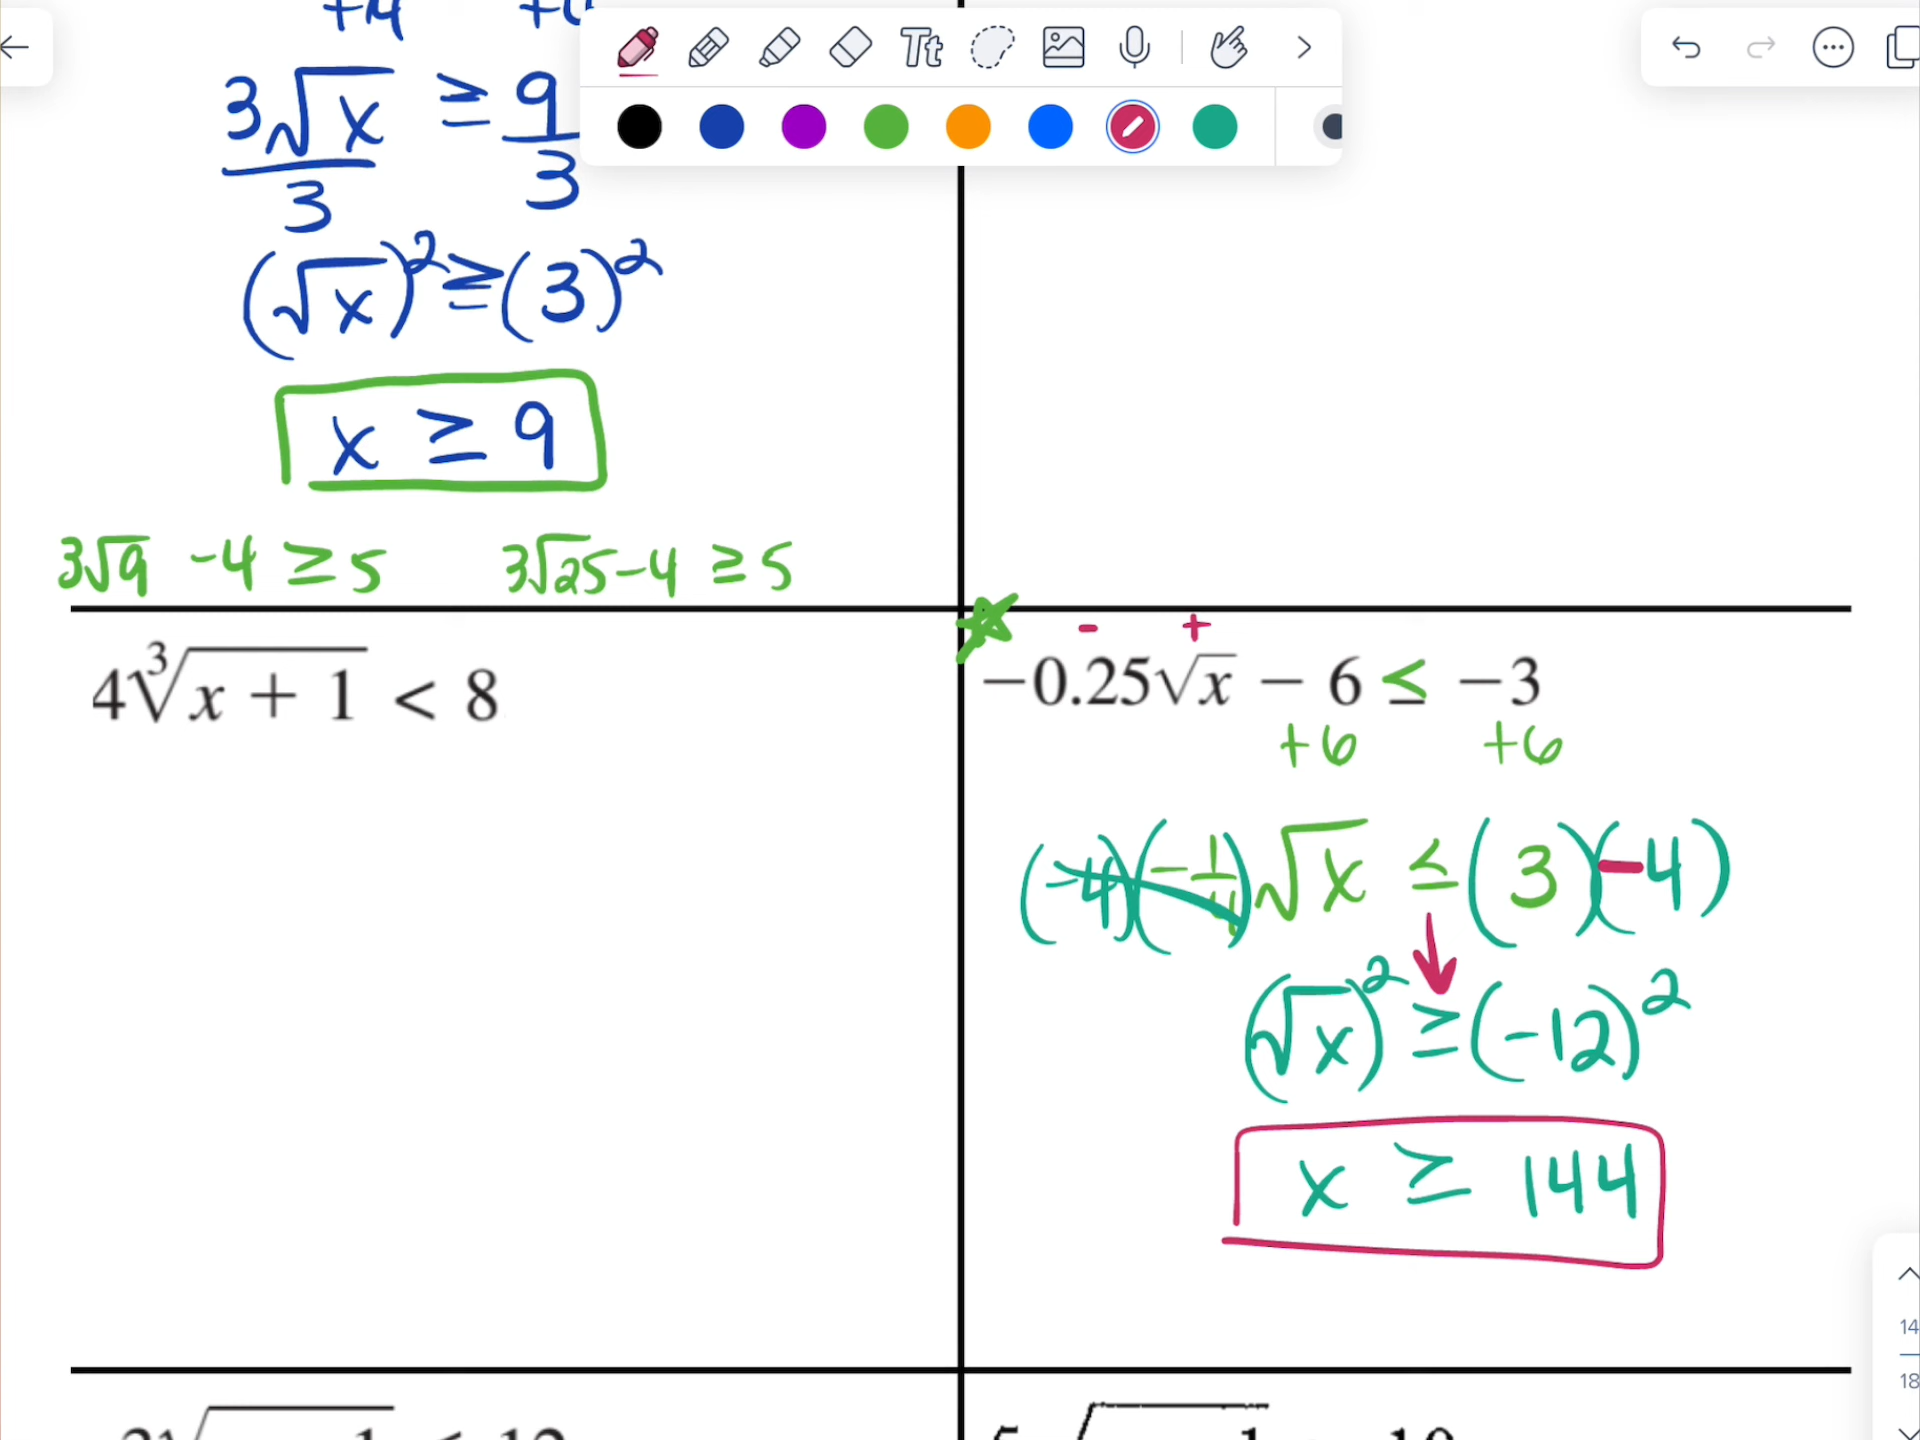 Tt
3√x ≥ 9
3 3
(√x)² ≥ (3)²
x ≥ 9
3√9 -4 ≥ 5
3√25 -4 ≥ 5
4∛(x + 1) < 8
- +
−0.25√x − 6 ≤ −3
+6 +6
(-4)(-1/4)√x ≤ (3)(-4)
(√x)² ≥ (-12)²
x ≥ 144
14
18